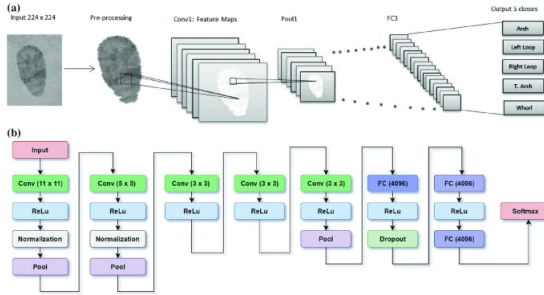 (a)
Input 224 x 224
Pre-processing
Conv1: Feature Maps
Pool1
FC3
Output 5 classes
Arch
Left Loop
Right Loop
T. Arch
Whorl
(b)
Input
Conv (11 x 11)
ReLu
Normalization
Pool
Conv (5 x 5)
ReLu
Normalization
Pool
Conv (3 x 3)
ReLu
Conv (3 x 3)
ReLu
Conv (3 x 3)
ReLu
Pool
FC (4096)
ReLu
Dropout
FC (4096)
ReLu
FC (4096)
Softmax